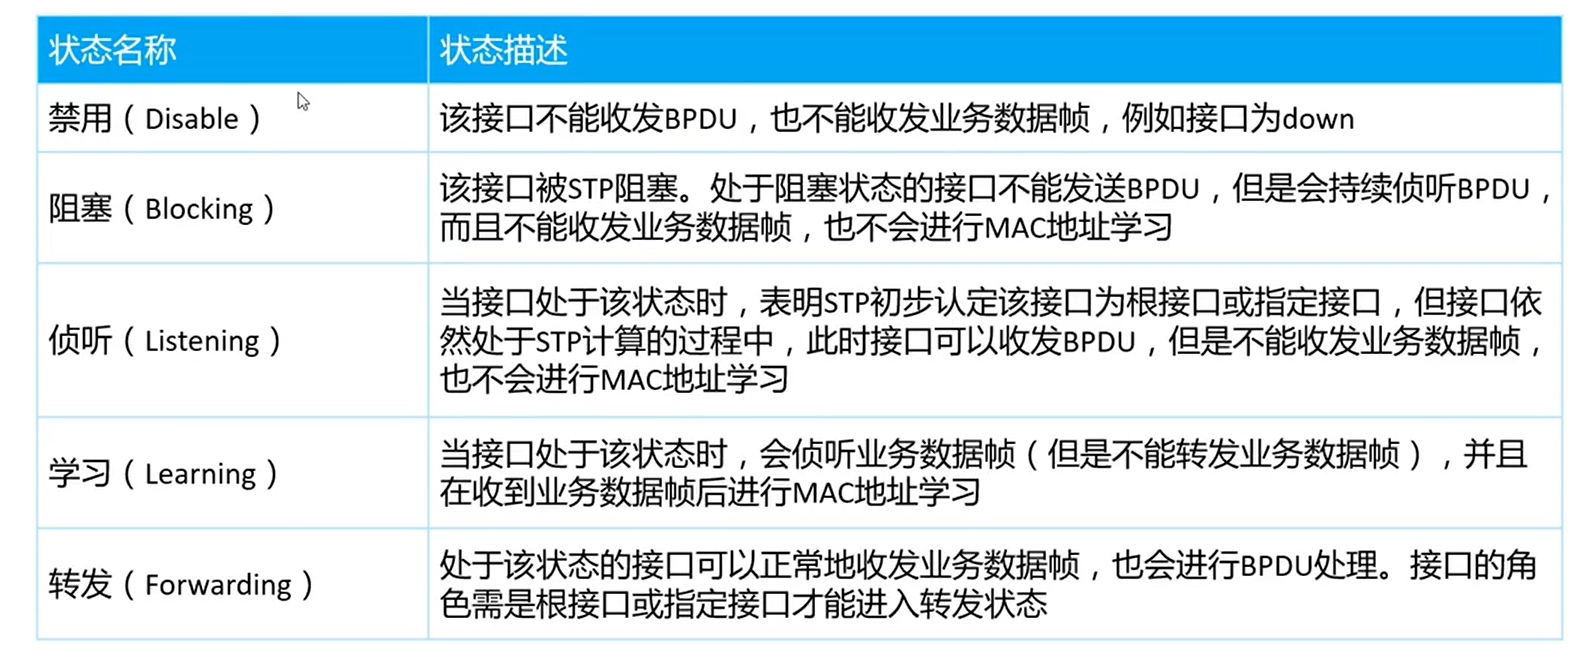 状态名称
状态描述
禁用（Disable）
该接口不能收发BPDU，也不能收发业务数据帧，例如接口为down
阻塞（Blocking）
该接口被STP阻塞。处于阻塞状态的接口不能发送BPDU，但是会持续侦听BPDU，
而且不能收发业务数据帧，也不会进行MAC地址学习
侦听（Listening）
当接口处于该状态时，表明STP初步认定该接口为根接口或指定接口，但接口依
然处于STP计算的过程中，此时接口可以收发BPDU，但是不能收发业务数据帧，
也不会进行MAC地址学习
学习（Learning）
当接口处于该状态时，会侦听业务数据帧（但是不能转发业务数据帧），并且
在收到业务数据帧后进行MAC地址学习
转发（Forwarding）
处于该状态的接口可以正常地收发业务数据帧，也会进行BPDU处理。接口的角
色需是根接口或指定接口才能进入转发状态